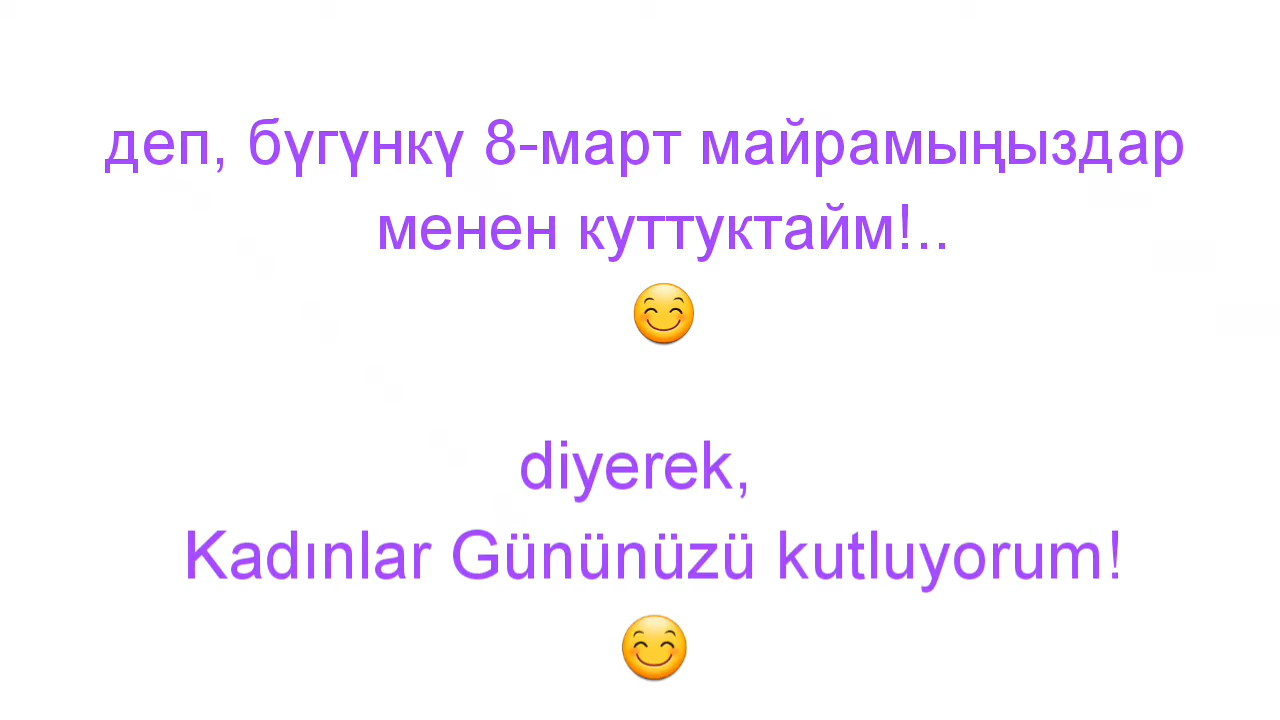 деп, бүгүнкү 8-март майрамыңыздар
менен куттуктайм!..
😊
diyerek,
Kadınlar Gününüzü kutluyorum!
😊